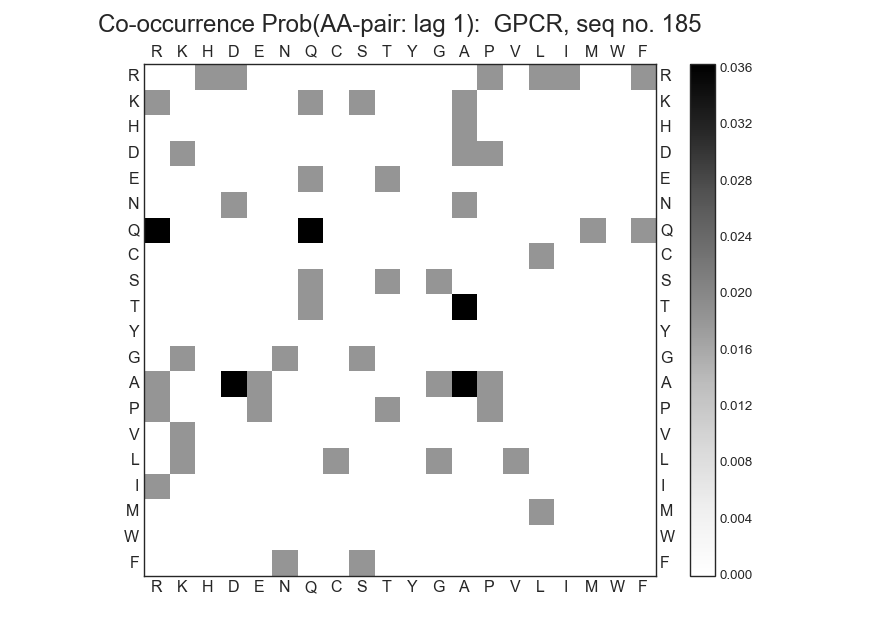 Co-occurrence Prob(AA-pair: lag 1):  GPCR, seq no. 185
R K H D E N Q C S T Y G A P V L I M W F
R R 0.036
K K
H H 0.032
D D
E E 0.028
N N
Q Q 0.024
C C
S S 0.020
T T
Y Y
G G 0.016
A A
P P 0.012
V V
L L 0.008
I I
M M 0.004
W W
F F 0.000
R K H D E N Q C S T Y G A P V L I M W F